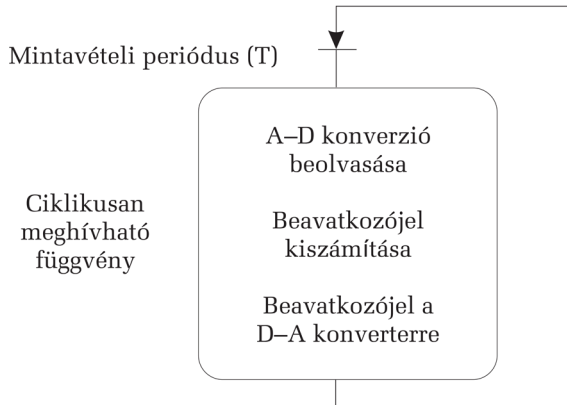 Mintavételi periódus (T)
A–D konverzió
beolvasása
Ciklikusan
meghívható
függvény
Beavatkozójel
kiszámítása
Beavatkozójel a
D–A konverterre